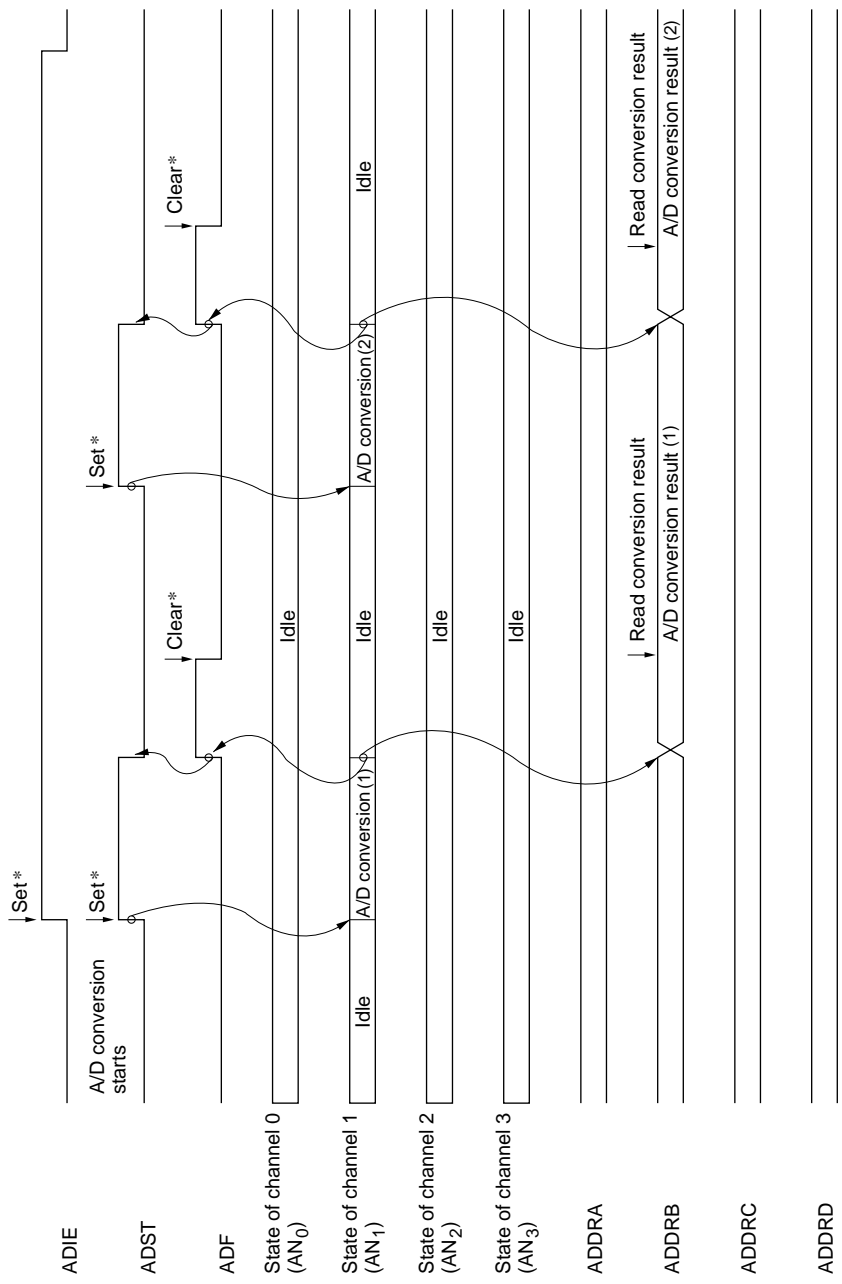 ADIE
Set*
ADST
A/D conversion
starts
Set*
Set*
ADF
Clear*
Clear*
State of channel 0
(AN0)
Idle
State of channel 1
(AN1)
Idle
A/D conversion (1)
Idle
A/D conversion (2)
Idle
State of channel 2
(AN2)
Idle
State of channel 3
(AN3)
Idle
ADDRA
Read conversion result
Read conversion result
ADDRB
A/D conversion result (1)
A/D conversion result (2)
ADDRC
ADDRD